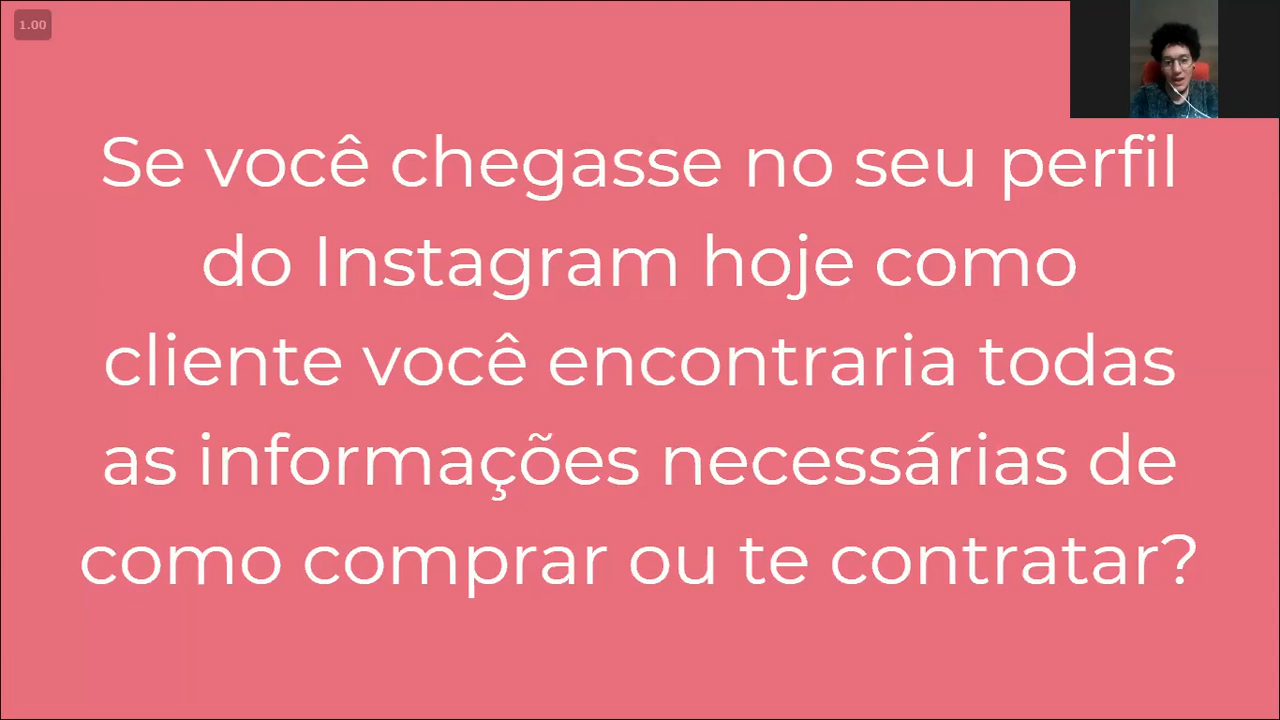 1.00
Se você chegasse no seu perfil
do Instagram hoje como
cliente você encontraria todas
as informações necessárias de
como comprar ou te contratar?